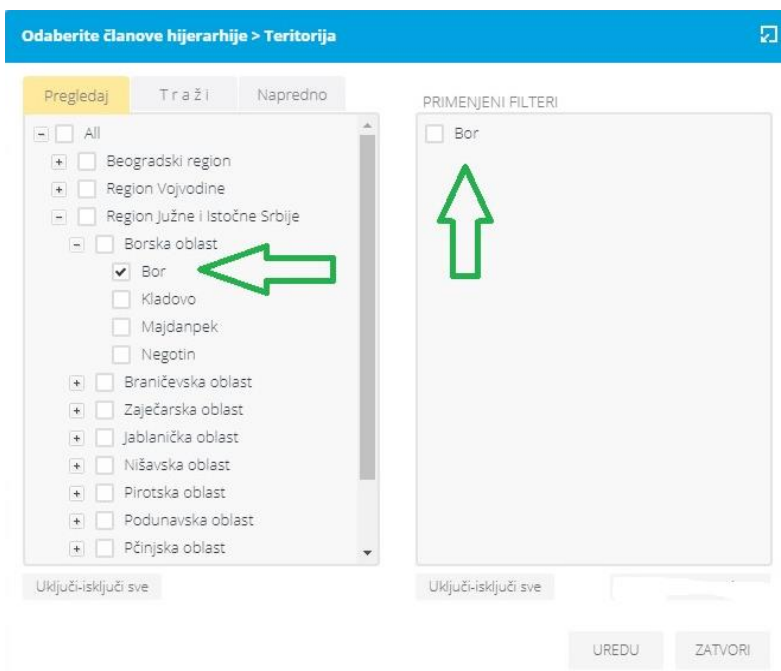 Odaberite članove hijerarhije > Teritorija
Pregledaj
Traži
Napredno
All
Beogradski region
Region Vojvodine
Region Južne i Istočne Srbije
Borska oblast
Bor
Kladovo
Majdanpek
Negotin
Braničevska oblast
Zaječarska oblast
Jablanička oblast
Nišavska oblast
Pirotska oblast
Podunavska oblast
Pčinjska oblast
Uključi-isključi sve
PRIMENJENI FILTERI
Bor
Uključi-isključi sve
UREDU
ZATVORI